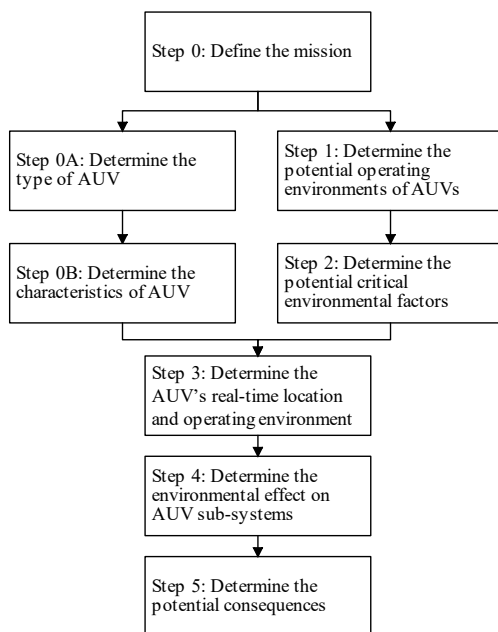 Step 0: Define the mission
Step 0A: Determine the
type of AUV
Step 1: Determine the
potential operating
environments of AUVs
Step 0B: Determine the
characteristics of AUV
Step 2: Determine the
potential critical
environmental factors
Step 3: Determine the
AUV's real-time location
and operating environment
Step 4: Determine the
environmental effect on
AUV sub-systems
Step 5: Determine the
potential consequences